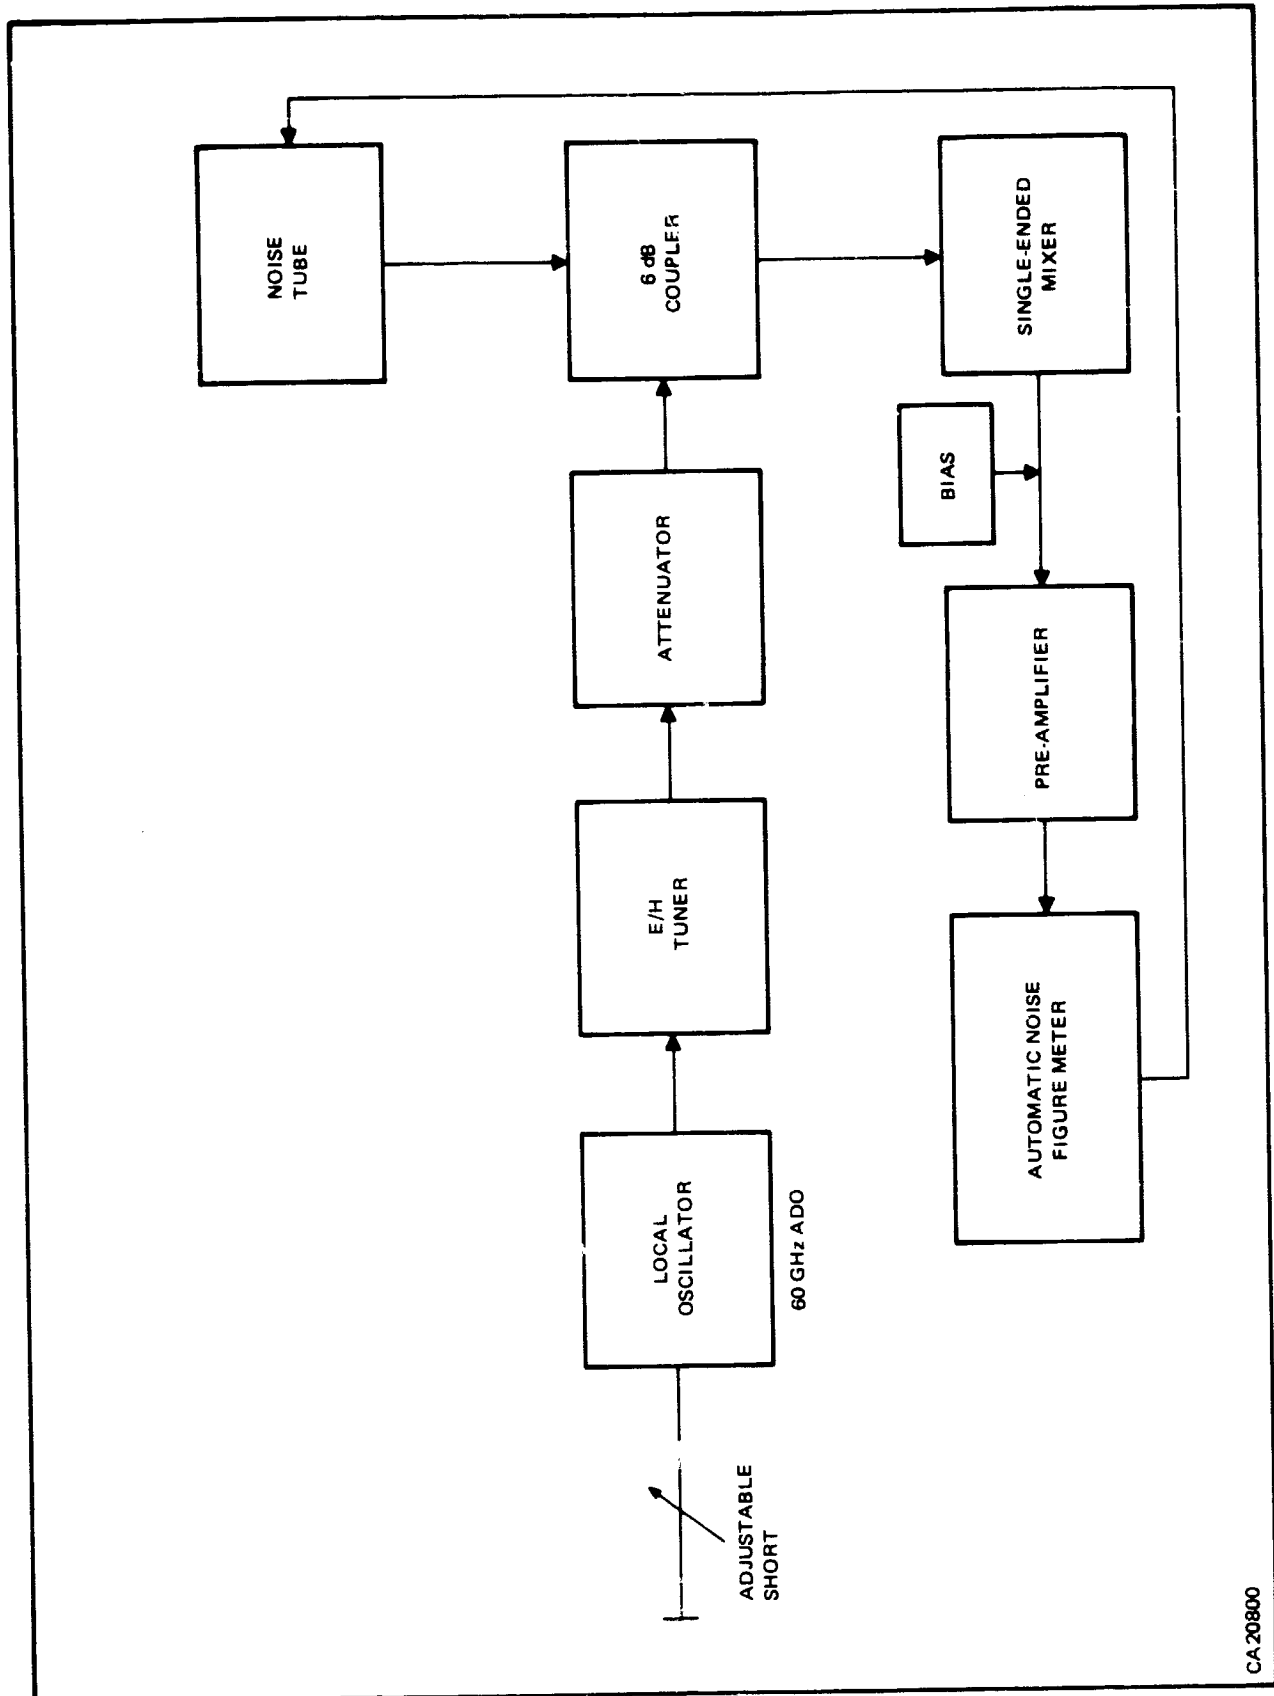 ADJUSTABLE
SHORT
LOCAL
OSCILLATOR
60 GHz ADO
E/H
TUNER
ATTENUATOR
6 dB
COUPLER
NOISE
TUBE
SINGLE-ENDED
MIXER
BIAS
PRE-AMPLIFIER
AUTOMATIC NOISE
FIGURE METER
CA20800